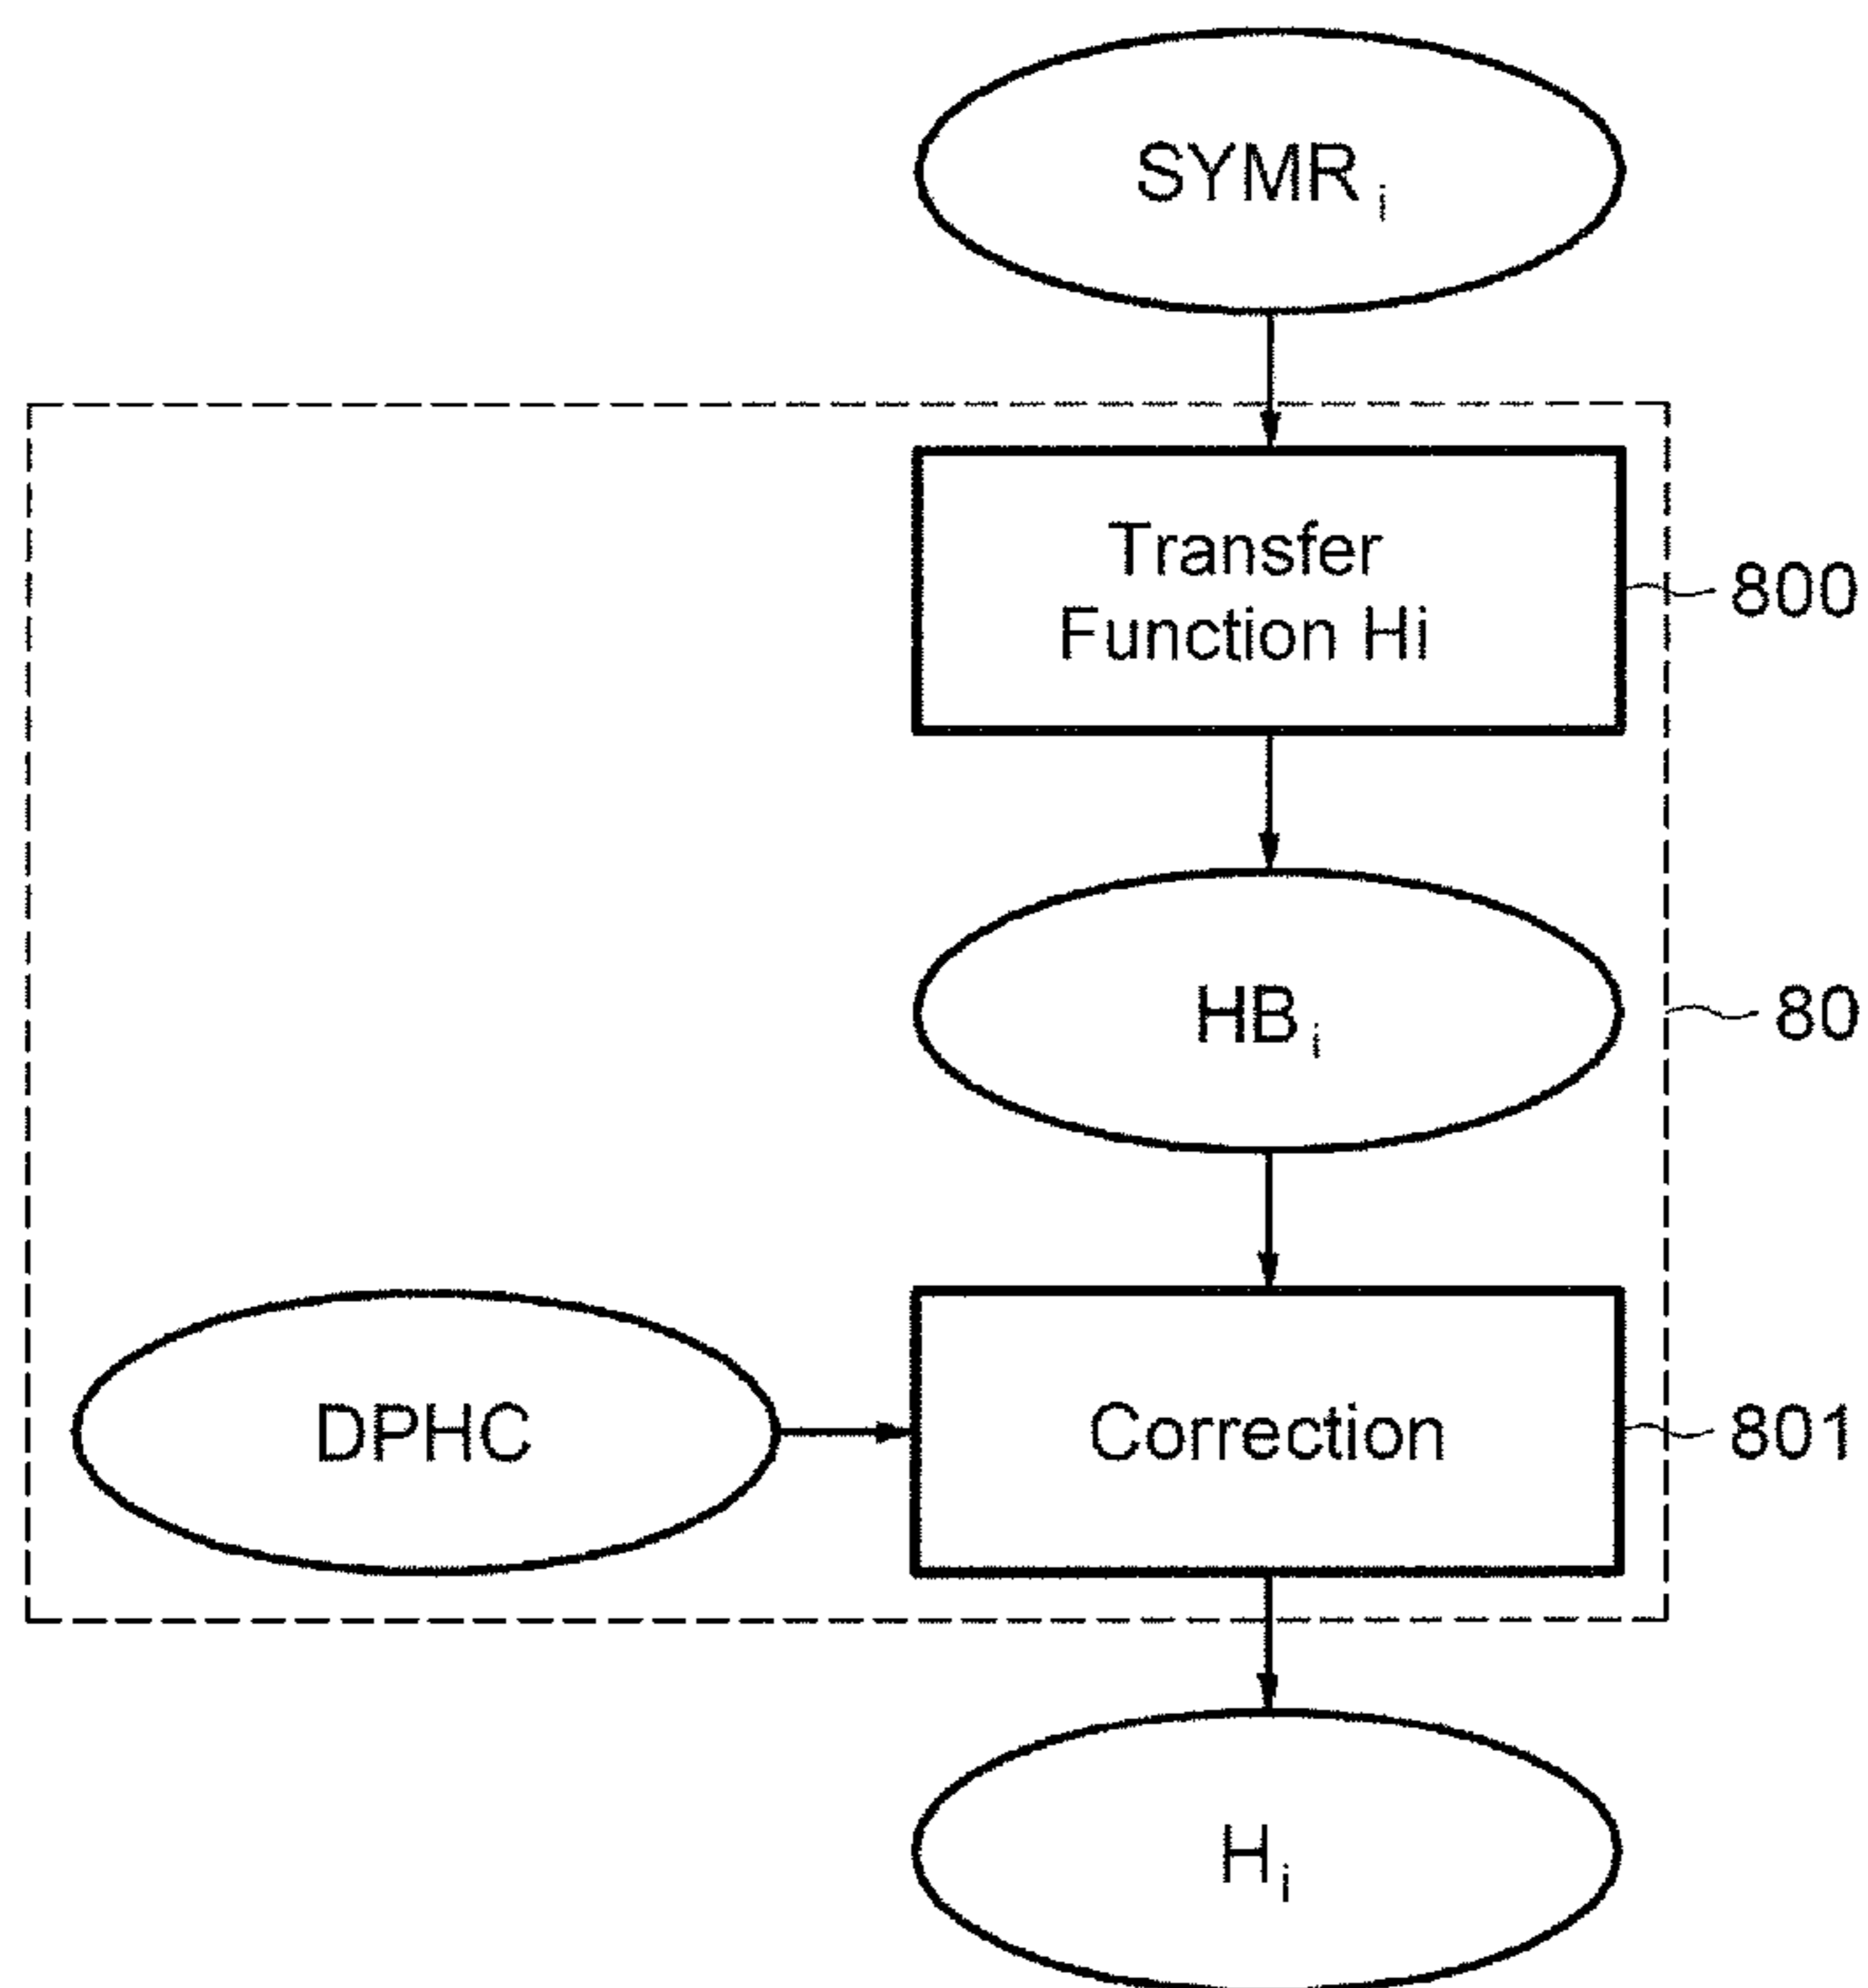 SYMR i
Transfer
Function Hi
800
HB i
80
DPHC
Correction
801
H i